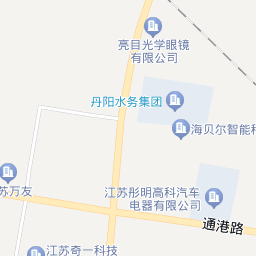 亮目光学眼镜
有限公司
丹阳水务集团
海贝尔智能科
苏万友
江苏彤明高科汽车
电器有限公司
通港路
江苏奇一科技